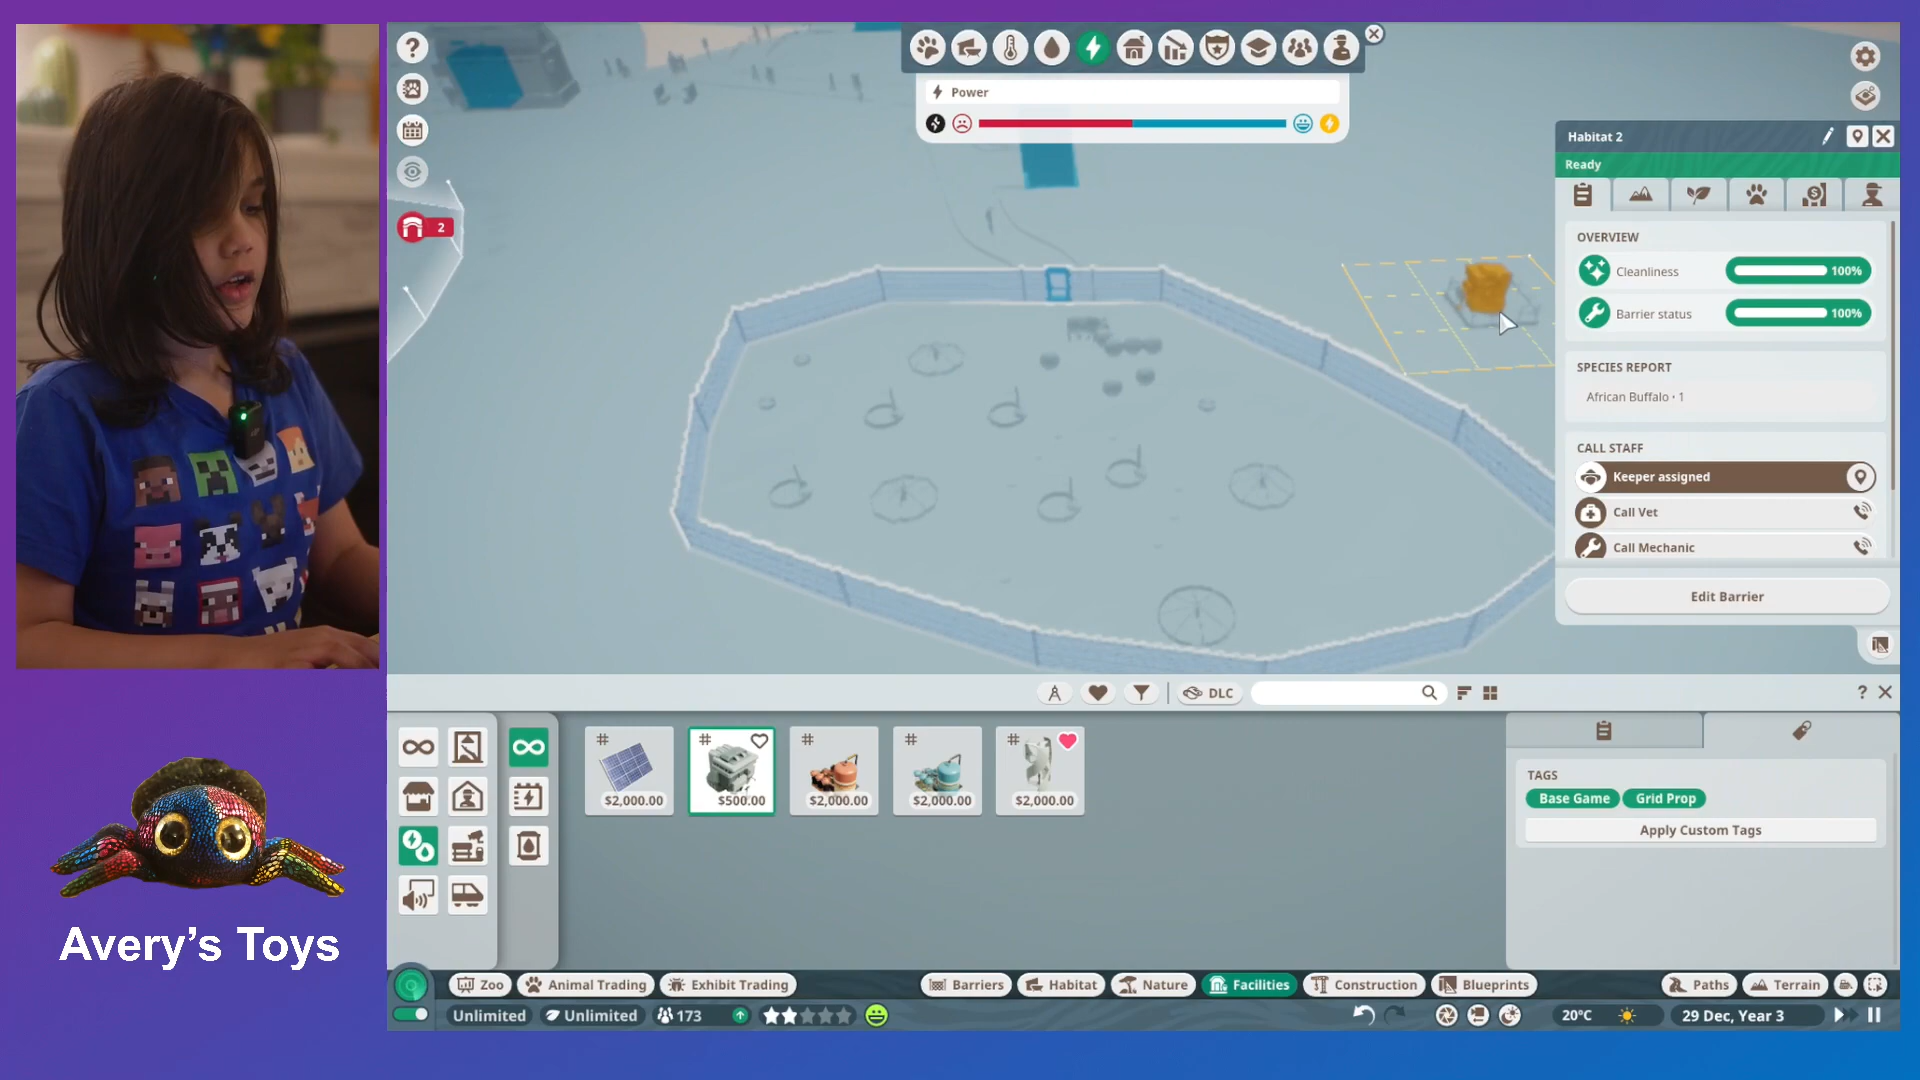 Power
2
Habitat 2
Ready
OVERVIEW
Cleanliness 100%
Barrier status 100%
SPECIES REPORT
African Buffalo • 1
CALL STAFF
Keeper assigned
Call Vet
Call Mechanic
Edit Barrier
DLC
? 
$2,000.00 $500.00 $2,000.00 $2,000.00 $2,000.00
TAGS
Base Game Grid Prop
Apply Custom Tags
Avery's Toys
Zoo Animal Trading Exhibit Trading Barriers Habitat Nature Facilities Construction Blueprints Paths Terrain
Unlimited Unlimited 173 20°C 29 Dec, Year 3